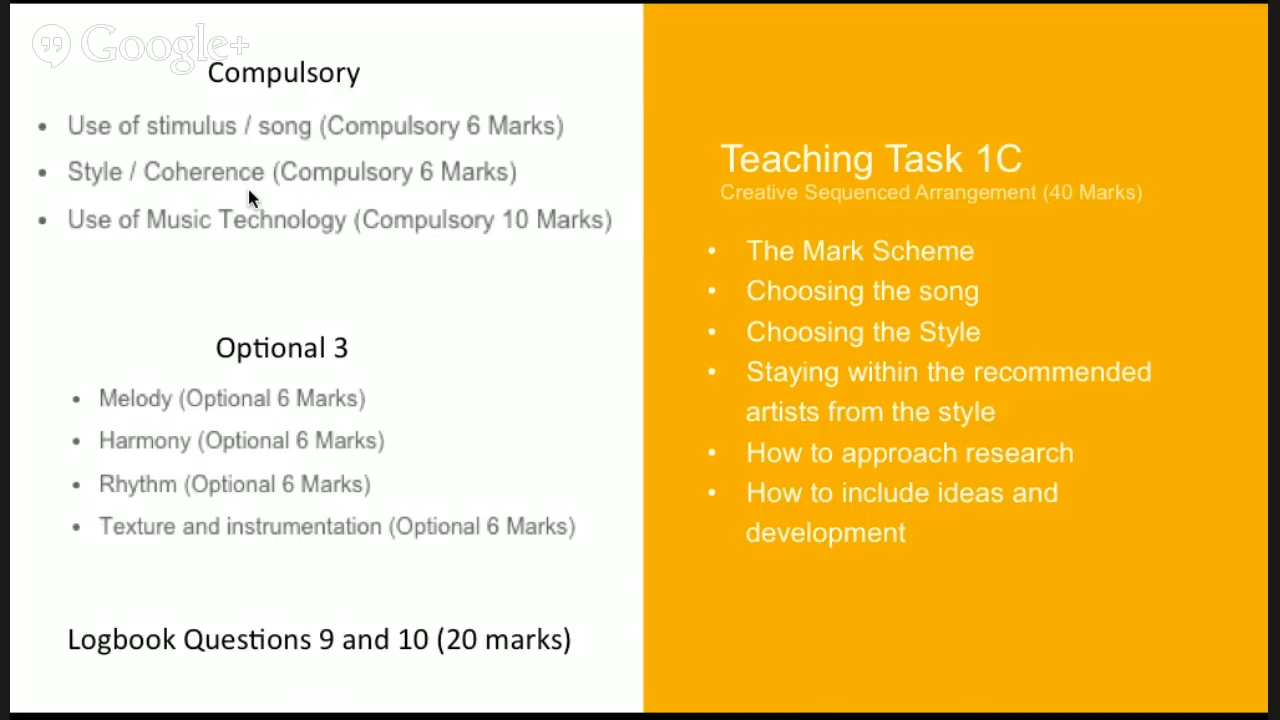 Google+
Compulsory
• Use of stimulus / song (Compulsory 6 Marks)
• Style / Coherence (Compulsory 6 Marks)
• Use of Music Technology (Compulsory 10 Marks)
Optional 3
• Melody (Optional 6 Marks)
• Harmony (Optional 6 Marks)
• Rhythm (Optional 6 Marks)
• Texture and instrumentation (Optional 6 Marks)
Logbook Questions 9 and 10 (20 marks)
Teaching Task 1C
Creative Sequenced Arrangement (40 Marks)
• The Mark Scheme
• Choosing the song
• Choosing the Style
• Staying within the recommended
artists from the style
• How to approach research
• How to include ideas and
development